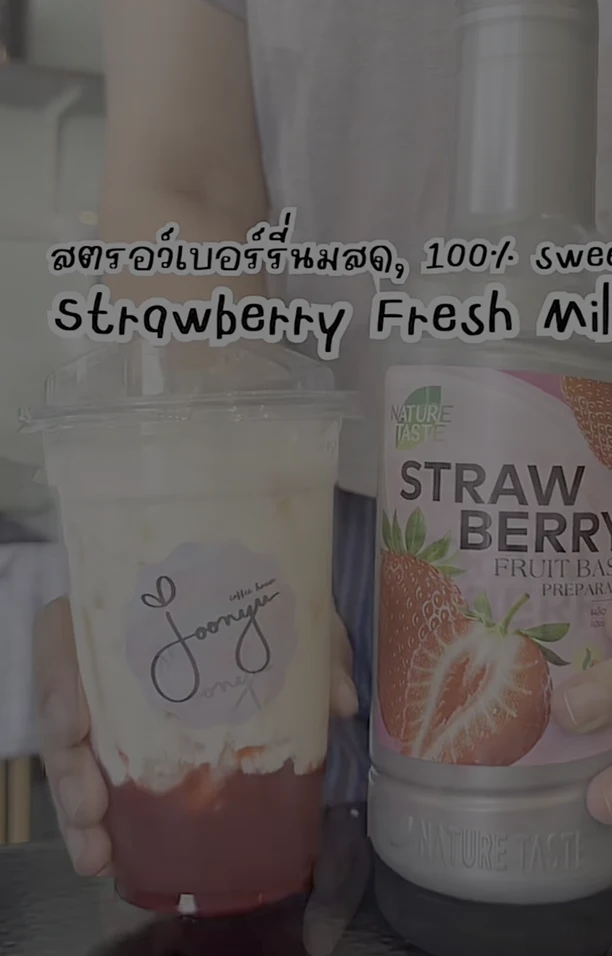 สตรอว์เบอร์รี่นมสด, 100% swee
Strawberry Fresh Mil
NATURE
TASTE
STRAW
BERRY
FRUIT BAS
PREPARA
coffee house
Joongu
NATURE TASTE